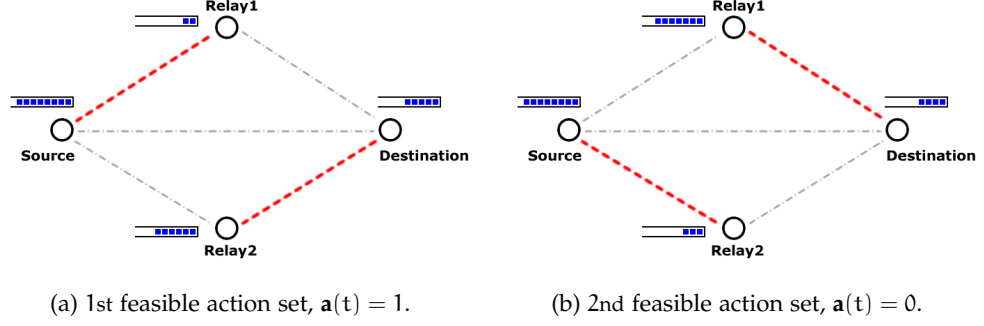 Relay1
Source
Destination
Relay2
Relay1
Source
Destination
Relay2
(a) 1st feasible action set, a(t) = 1.
(b) 2nd feasible action set, a(t) = 0.